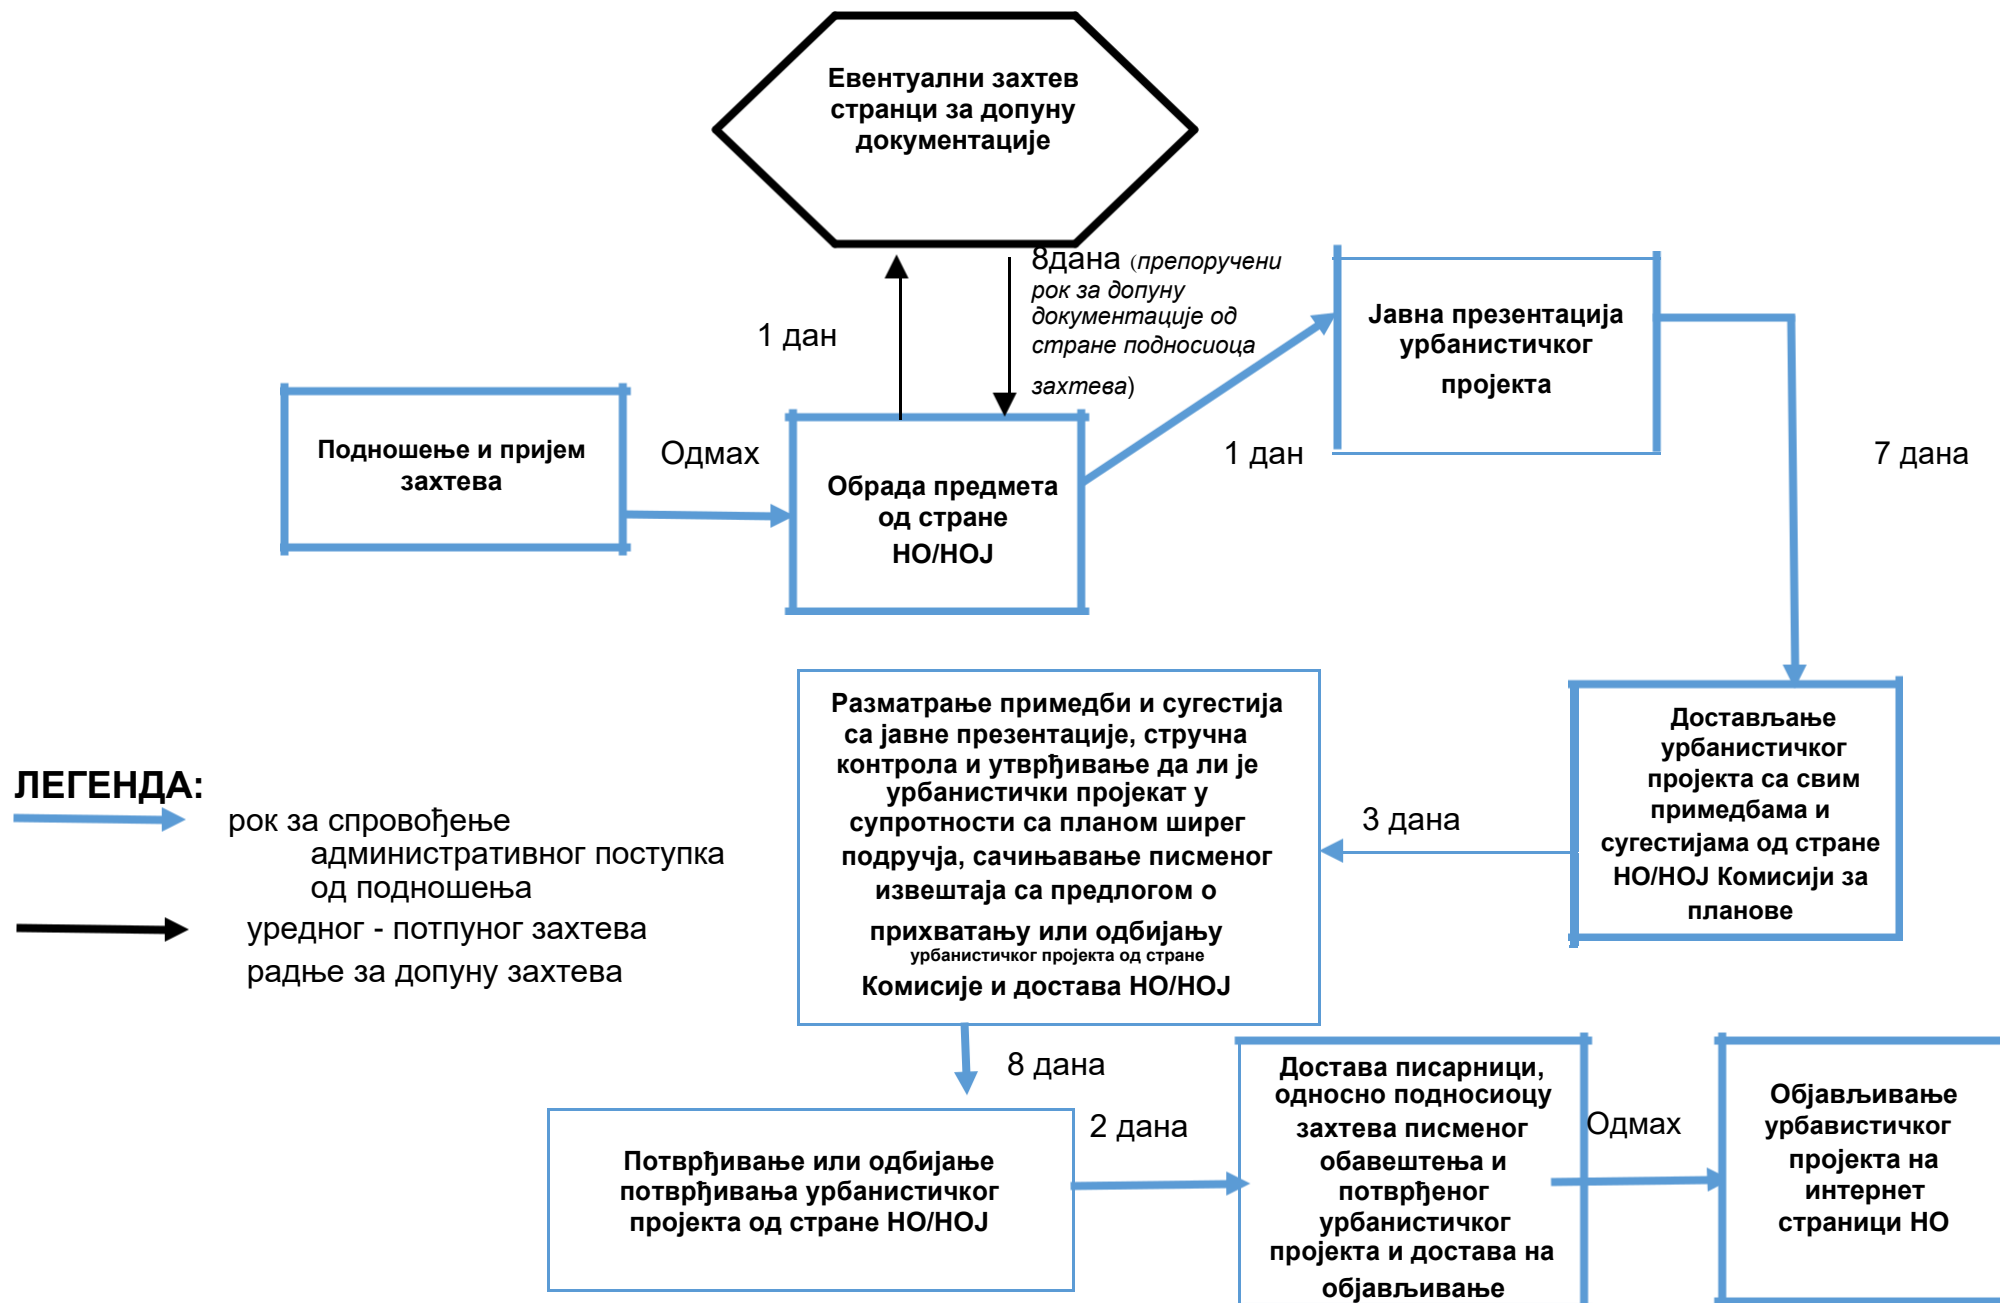 Евентуални захтев
странци за допуну
документације
8дана (препоручени
рок за допуну
документације од
стране подносиоца
захтева)
1 дан
Подношење и пријем
захтева
Одмах
Обрада предмета
од стране
НО/НОЈ
1 дан
Јавна презентација
урбанистичког
пројекта
7 дана
Достављање
урбанистичког
пројекта са свим
примедбама и
сугестијама од стране
НО/НОЈ Комисији за
планове
3 дана
Разматрање примедби и сугестија
са јавне презентације, стручна
контрола и утврђивање да ли је
урбанистички пројекат у
супротности са планом ширег
подручја, сачињавање писменог
извештаја са предлогом о
прихватању или одбијању
урбанистичког пројекта од стране
Комисије и достава НО/НОЈ
ЛЕГЕНДА:
рок за спровођење
административног поступка
од подношења
уредног - потпуног захтева
радње за допуну захтева
8 дана
Потврђивање или одбијање
потврђивања урбанистичког
пројекта од стране НО/НОЈ
2 дана
Достава писарници,
односно подносиоцу
захтева писменог
обавештења и
потврђеног
урбанистичког
пројекта и достава на
објављивање
Одмах
Објављивање
урбавистичког
пројекта на
интернет
страници НО